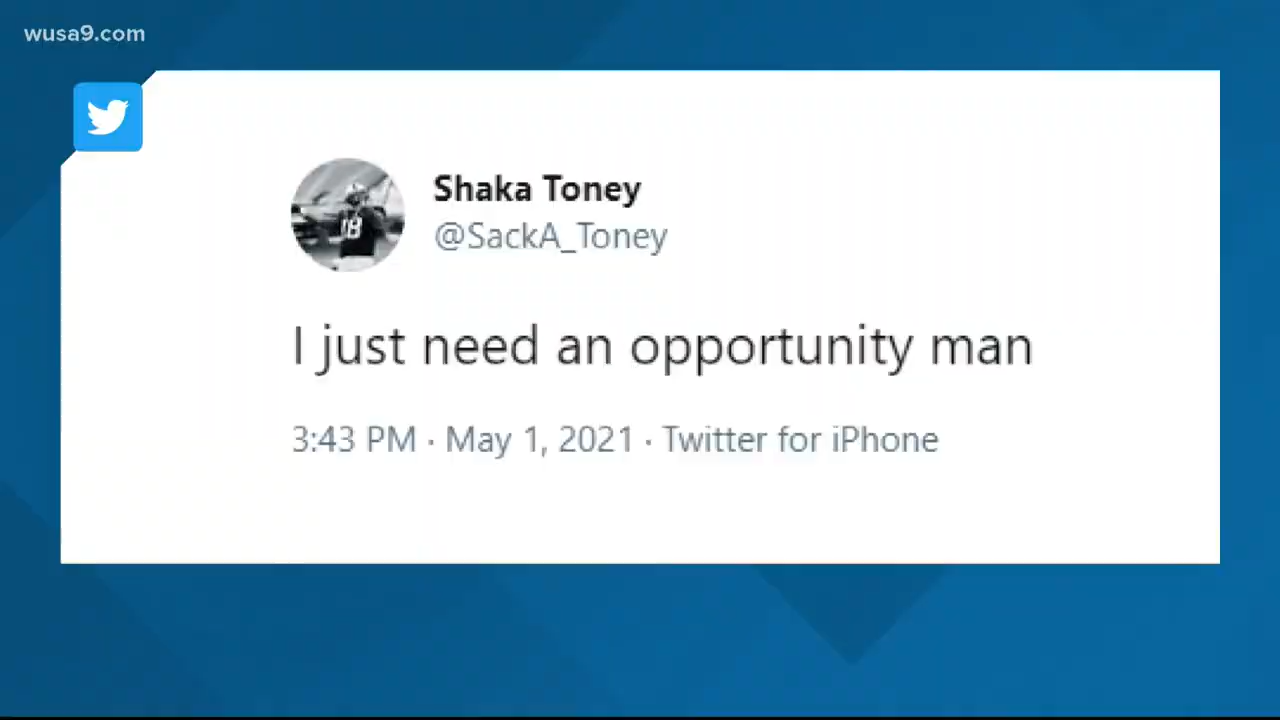 wusa9.com
Shaka Toney
@SackA_Toney
I just need an opportunity man
3:43 PM · May 1, 2021 · Twitter for iPhone